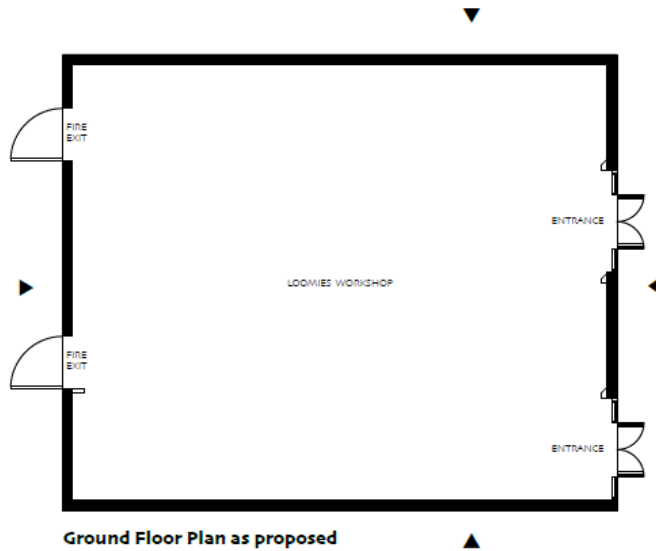 FIRE
EXIT
ENTRANCE
LOOMIES WORKSHOP
FIRE
EXIT
ENTRANCE
Ground Floor Plan as proposed